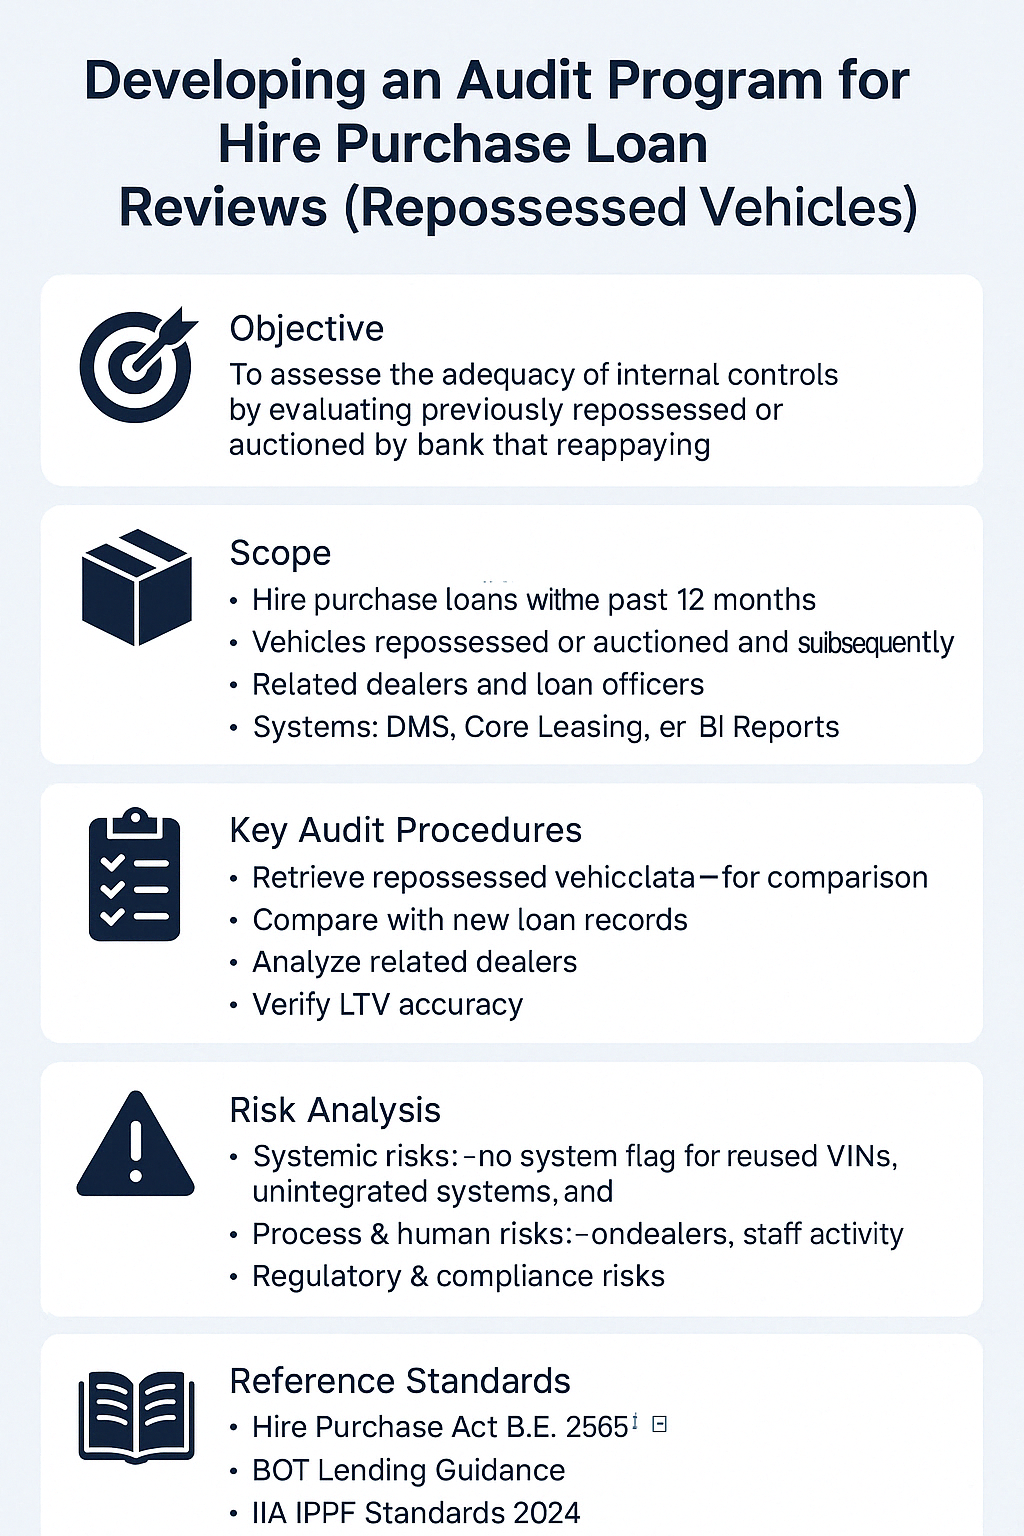 Developing an Audit Program for
Hire Purchase Loan
Reviews (Repossessed Vehicles)
Objective
To assesse the adequacy of internal controls
by evaluating previously repossessed or
auctioned by bank that reappaying
Scope
• Hire purchase loans withme past 12 months
• Vehicles repossessed or auctioned and suibsequently
• Related dealers and loan officers
• Systems: DMS, Core Leasing, er BI Reports
Key Audit Procedures
• Retrieve repossessed vehicclata–for comparison
• Compare with new loan records
• Analyze related dealers
• Verify LTV accuracy
Risk Analysis
• Systemic risks:–no system flag for reused VINs,
unintegrated systems, and
• Process & human risks:–ondealers, staff activity
• Regulatory & compliance risks
Reference Standards
• Hire Purchase Act B.E. 2565
• BOT Lending Guidance
• IIA IPPF Standards 2024